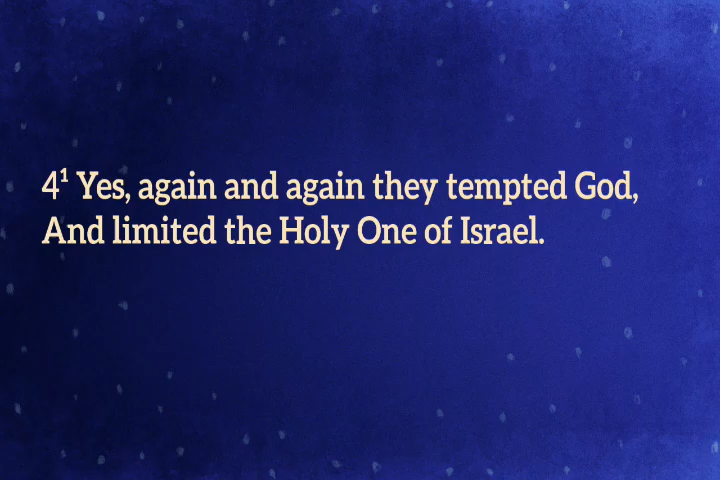 4¹ Yes, again and again they tempted God,
And limited the Holy One of Israel.